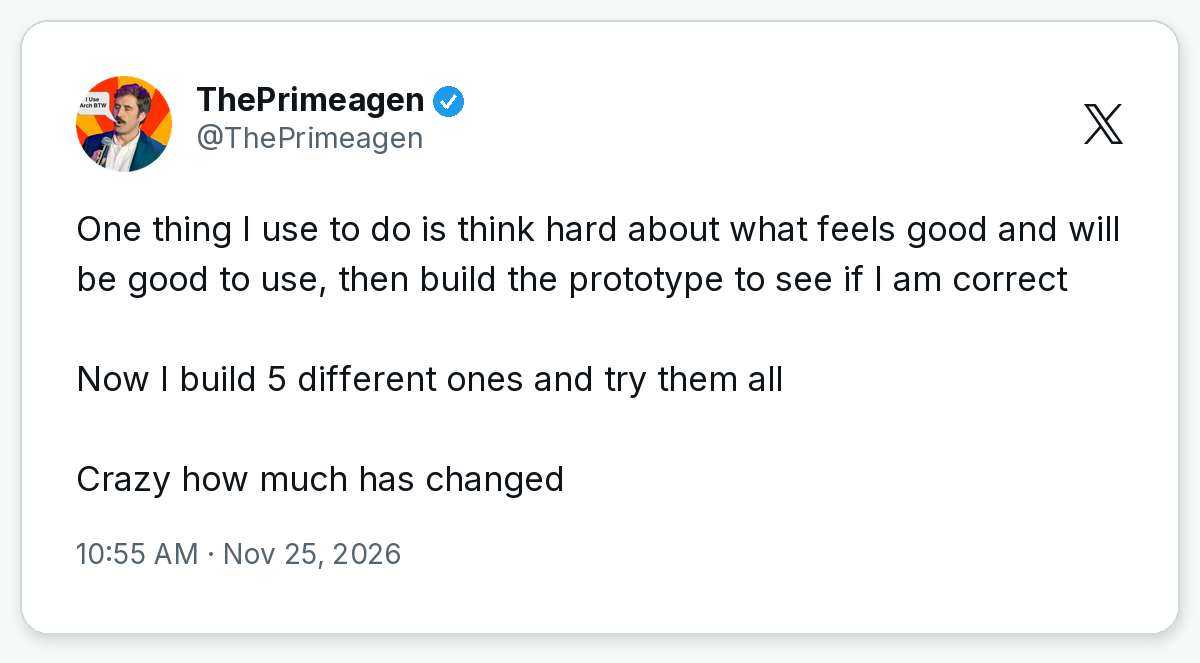 I Use
Arch BTW
ThePrimeagen
@ThePrimeagen
One thing I use to do is think hard about what feels good and will
be good to use, then build the prototype to see if I am correct
Now I build 5 different ones and try them all
Crazy how much has changed
10:55 AM · Nov 25, 2026